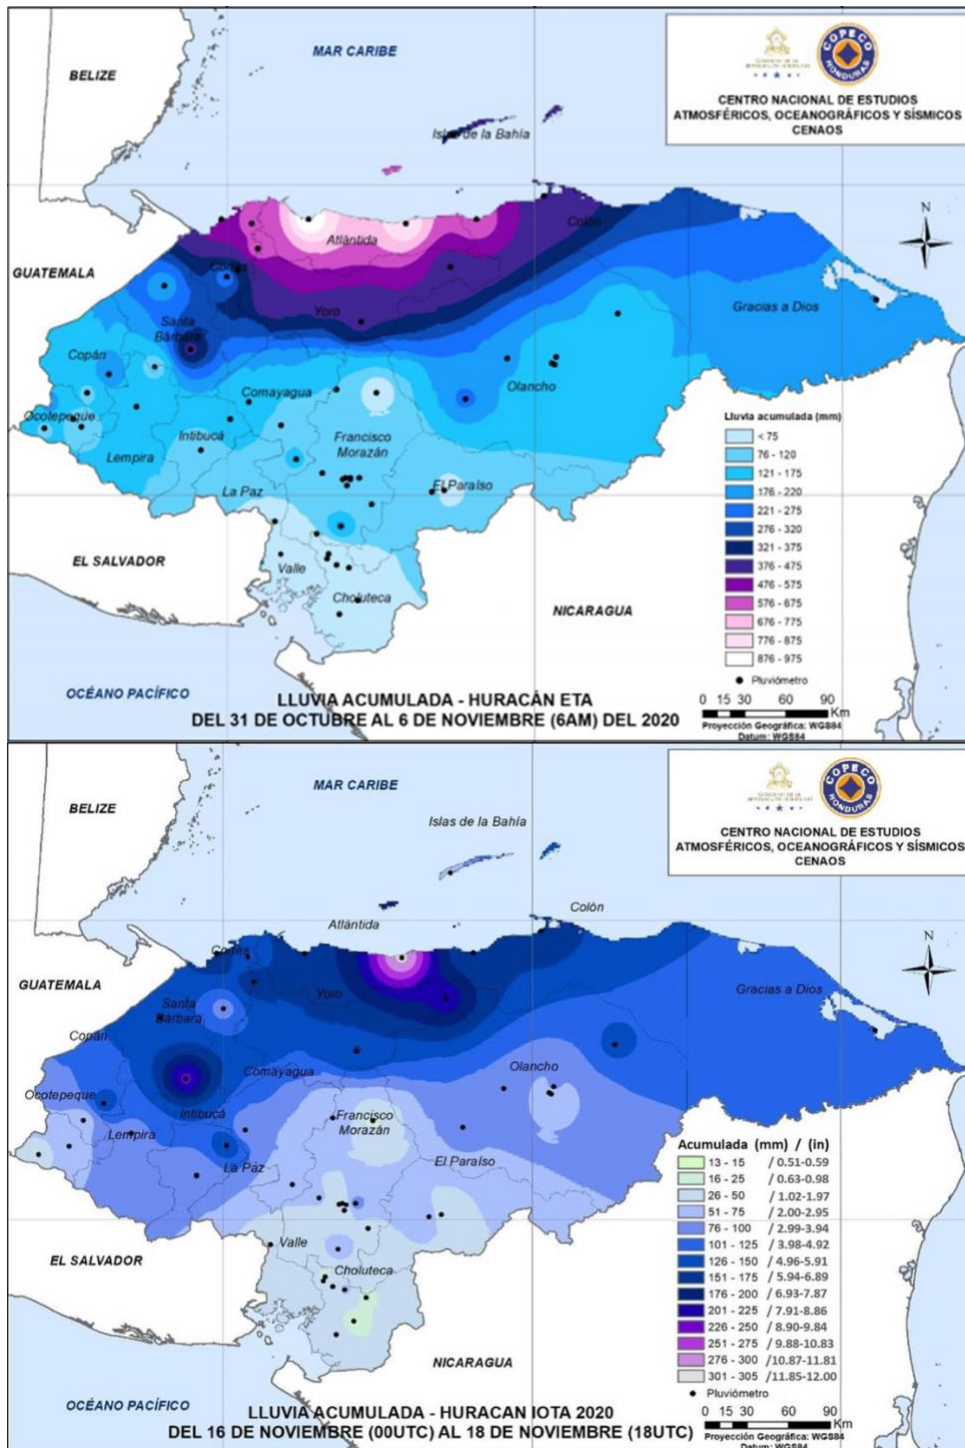 MAR CARIBE
BELIZE
COPECO
HONDURAS
CENTRO NACIONAL DE ESTUDIOS
ATMOSFÉRICOS, OCEANOGRÁFICOS Y SÍSMICOS
CENAOS
Islas de la Bahía
N
Atlántida
Colón
GUATEMALA
Cortés
Yoro
Gracias a Dios
Santa
Bárbara
Copán
Olancho
Comayagua
Ocotepeque
Intibucá
Francisco
Morazán
Lempira
La Paz
El Paraíso
EL SALVADOR
Valle
Choluteca
NICARAGUA
Lluvia acumulada (mm)
< 75
76 - 120
121 - 175
176 - 220
221 - 275
276 - 320
321 - 375
376 - 475
476 - 575
576 - 675
676 - 775
776 - 875
876 - 975
Pluviómetro
0 15 30 60 90
Km
Proyección Geográfica: WGS84
Datum: WGS84
OCÉANO PACÍFICO
LLUVIA ACUMULADA - HURACÁN ETA
DEL 31 DE OCTUBRE AL 6 DE NOVIEMBRE (6AM) DEL 2020
MAR CARIBE
BELIZE
COPECO
HONDURAS
CENTRO NACIONAL DE ESTUDIOS
ATMOSFÉRICOS, OCEANOGRÁFICOS Y SÍSMICOS
CENAOS
Islas de la Bahía
Colón
Atlántida
N
Cortés
GUATEMALA
Yoro
Gracias a Dios
Santa
Bárbara
Copán
Comayagua
Olancho
Ocotepeque
Intibucá
Francisco
Morazán
Lempira
La Paz
El Paraíso
Valle
EL SALVADOR
Choluteca
NICARAGUA
Acumulada (mm) / (in)
13 - 15 / 0.51-0.59
16 - 25 / 0.63-0.98
26 - 50 / 1.02-1.97
51 - 75 / 2.00-2.95
76 - 100 / 2.99-3.94
101 - 125 / 3.98-4.92
126 - 150 / 4.96-5.91
151 - 175 / 5.94-6.89
176 - 200 / 6.93-7.87
201 - 225 / 7.91-8.86
226 - 250 / 8.90-9.84
251 - 275 / 9.88-10.83
276 - 300 /10.87-11.81
301 - 305 /11.85-12.00
Pluviómetro
0 15 30 60 90
Km
Proyección Geográfica: WGS84
Datum: WGS84
OCÉANO PACÍFICO
LLUVIA ACUMULADA - HURACAN IOTA 2020
DEL 16 DE NOVIEMBRE (00UTC) AL 18 DE NOVIEMBRE (18UTC)